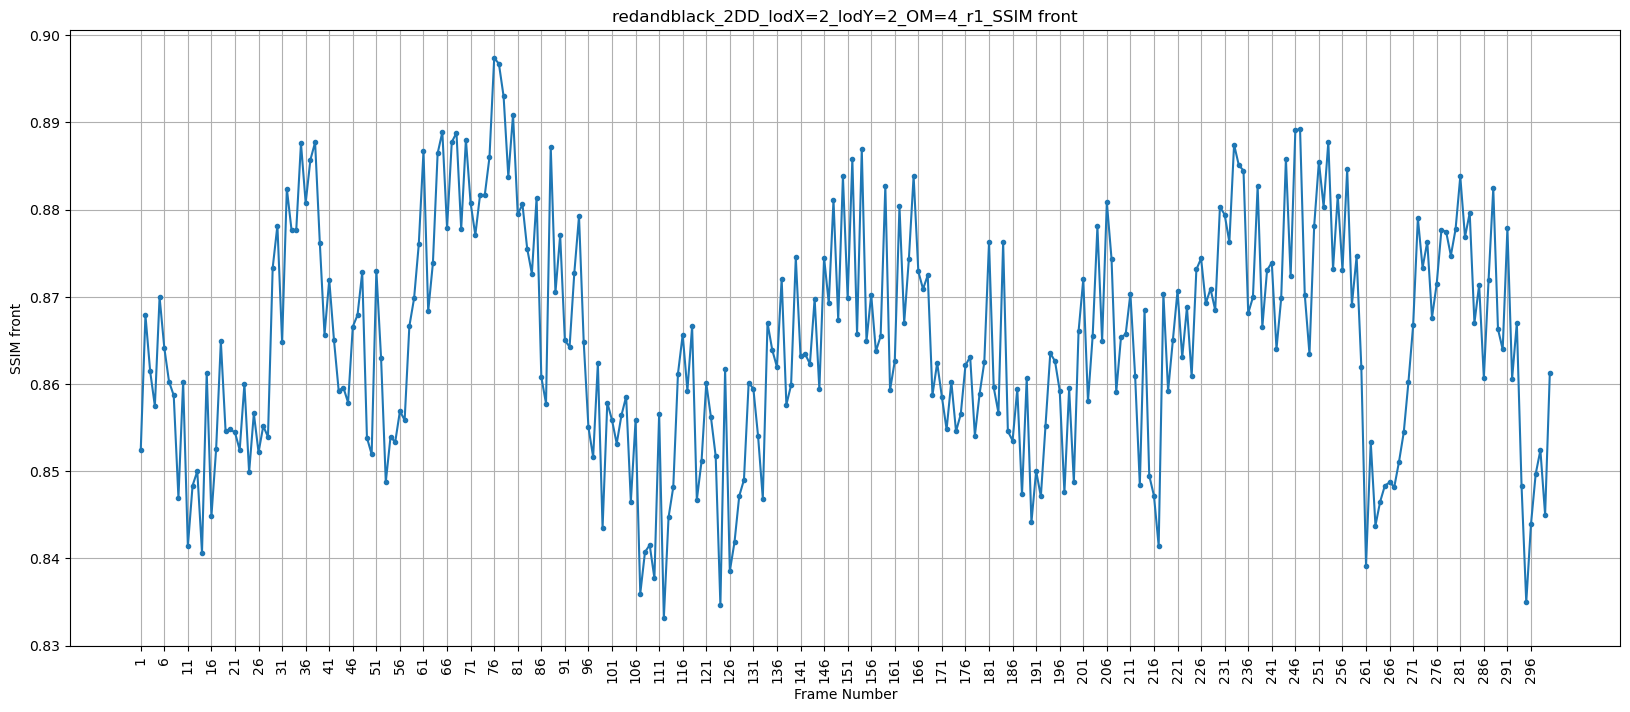 redandblack_2DD_lodX=2_lodY=2_OM=4_r1_SSIM front
0.90
0.89
0.88
0.87
0.86
0.85
0.84
0.83
SSIM front
1 6 11 16 21 26 31 36 41 46 51 56 61 66 71 76 81 86 91 96 101 106 111 116 121 126 131 136 141 146 151 156 161 166 171 176 181 186 191 196 201 206 211 216 221 226 231 236 241 246 251 256 261 266 271 276 281 286 291 296
Frame Number